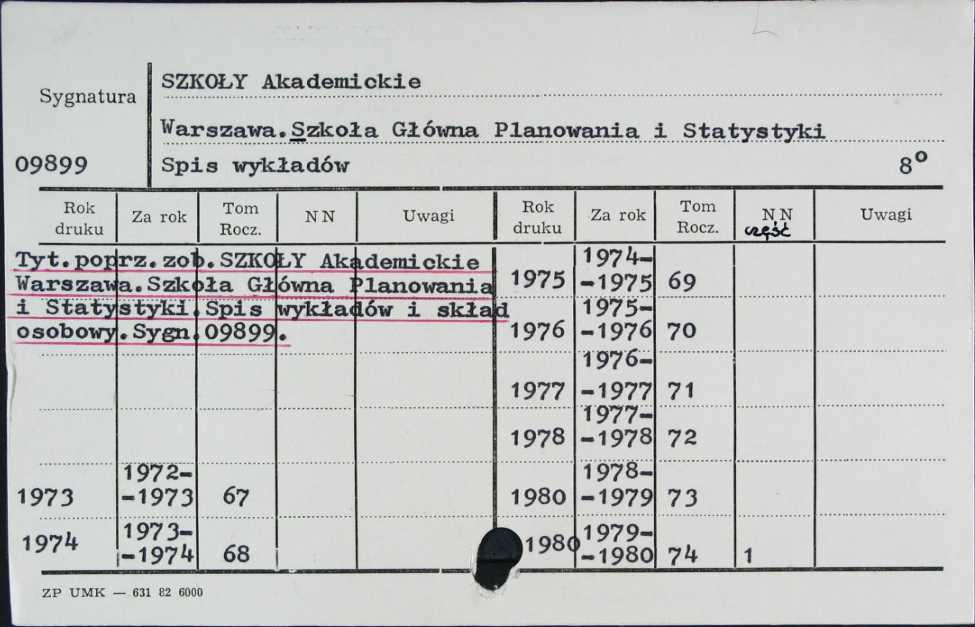 SZKOŁY Akademickie
Sygnatura
Warszawa.Szkoła Główna Planowania i Statystyki
09899 Spis wykładów 8°
Rok druku Za rok Tom Rocz. NN Uwagi Rok druku Za rok Tom Rocz. NN część Uwagi
Tyt.poprz.zob.SZKOŁY Akademickie
Warszawa.Szkoła Główna Planowania
i Statystyki.Spis wykładów i skład
osobowy.Sygn.09899.
1973 1972-
-1973 67
1974 1973-
-1974 68
1975 1974-
-1975 69
1976 1975-
-1976 70
1977 1976-
-1977 71
1978 1977-
-1978 72
1980 1978-
-1979 73
1980 1979-
-1980 74 1
ZP UMK — 631 82 6000